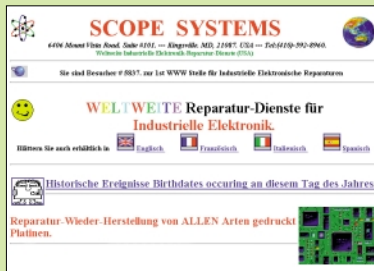 SCOPE SYSTEMS
6406 Mount Vista Road, Suite #101, --- Kingsville, MD, 21087. USA --- Tel:(410)-592-8960.
Weltweite Industrielle Elektronik-Reparatur-Dienste (USA)
Sie sind Besucher # 5837. zur 1st WWW Stelle für Industrielle Elektronische Reparaturen
WELTWEITE Reparatur-Dienste für
Industrielle Elektronik.
Blättern Sie auch erhältlich in Englisch Französisch Italienisch Spanisch
Historische Ereignisse Birthdates occuring an diesem Tag des Jahres
Reparatur-Wieder-Herstellung von ALLEN Arten gedruckt
Platinen.